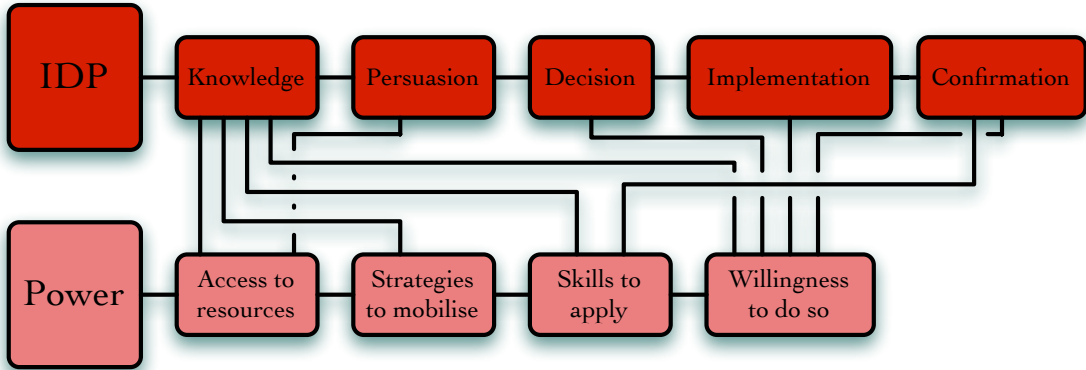 IDP
Knowledge
Persuasion
Decision
Implementation
Confirmation
Power
Access to
resources
Strategies
to mobilise
Skills to
apply
Willingness
to do so